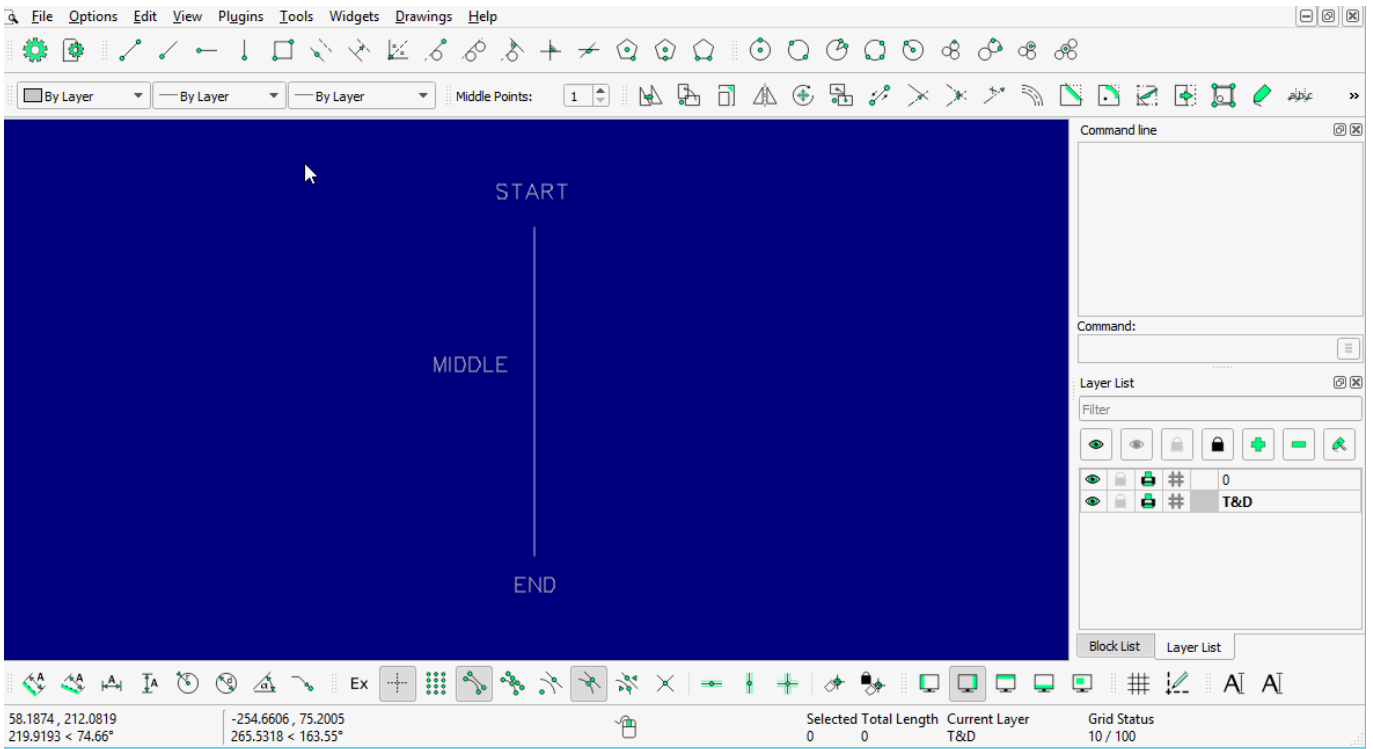 File Options Edit View Plugins Tools Widgets Drawings Help
By Layer By Layer By Layer Middle Points: 1 »
Command line
START
MIDDLE
END
Command:
Layer List
Filter
0
T&D
Block List Layer List
Ex
58.1874 , 212.0819 -254.6606 , 75.2005 Selected Total Length Current Layer Grid Status
219.9193 < 74.66° 265.5318 < 163.55° 0 0 T&D 10 / 100